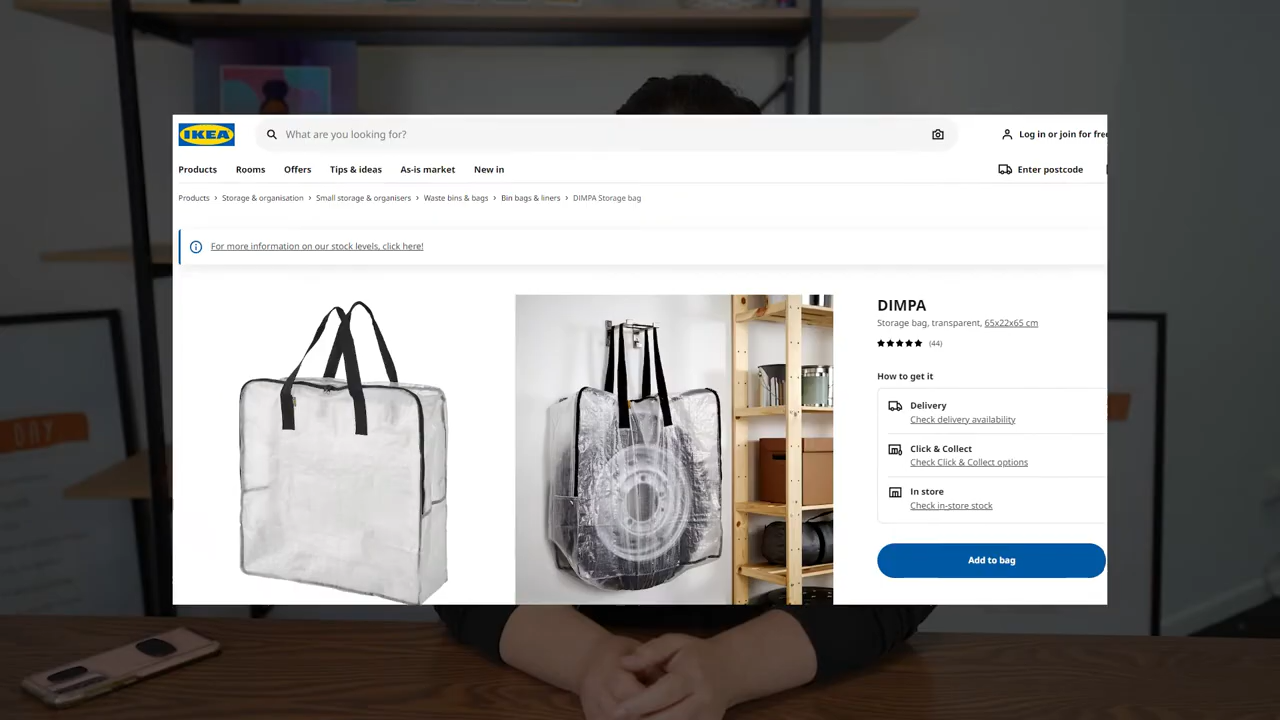 IKEA
What are you looking for?
Log in or join for free
Products Rooms Offers Tips & ideas As-is market New in
Enter postcode
Products › Storage & organisation › Small storage & organisers › Waste bins & bags › Bin bags & liners › DIMPA Storage bag
For more information on our stock levels, click here!
DIMPA
Storage bag, transparent, 65x22x65 cm
(44)
How to get it
Delivery
Check delivery availability
Click & Collect
Check Click & Collect options
In store
Check in-store stock
Add to bag
DAY